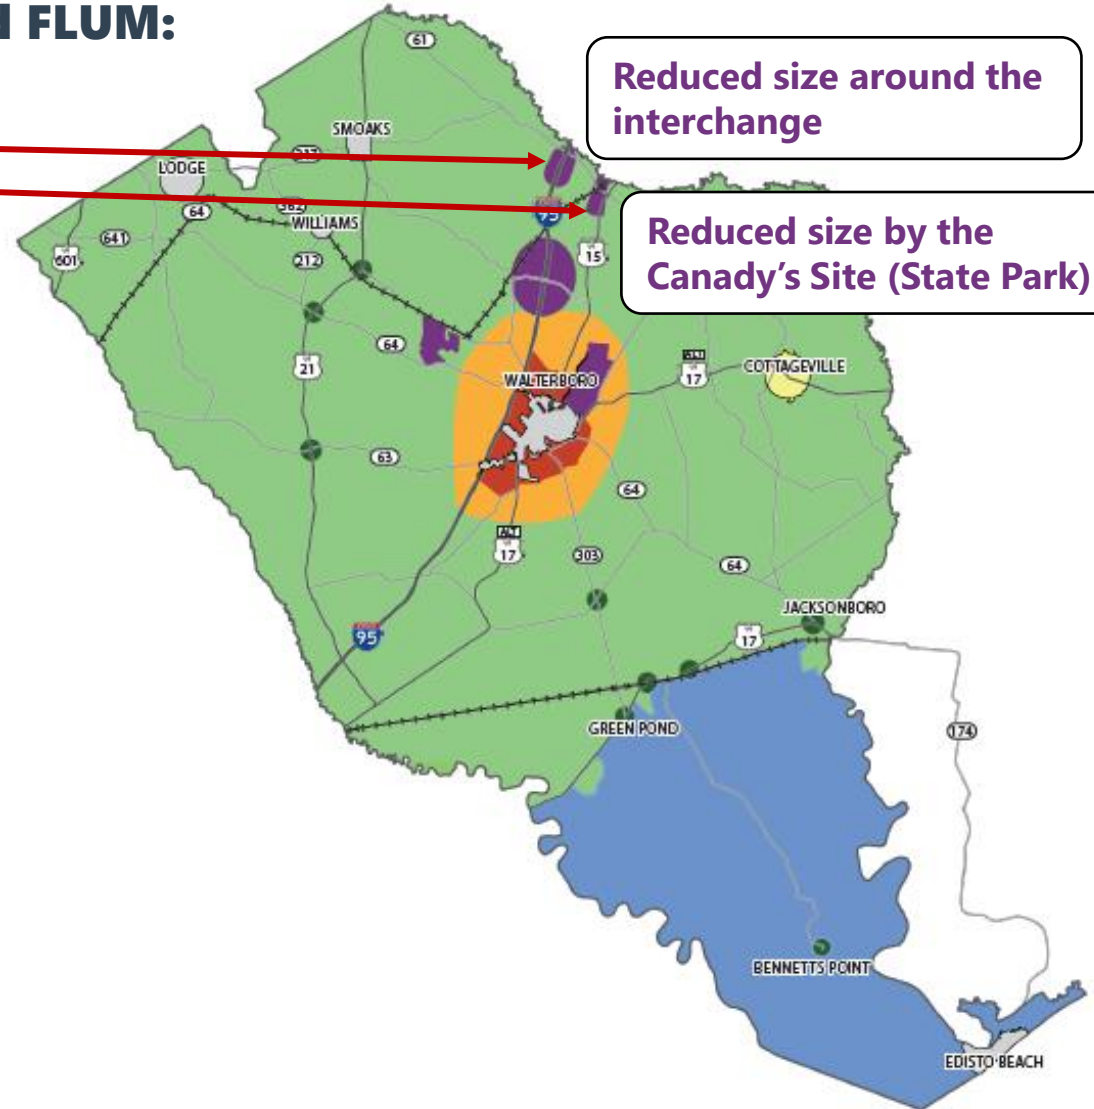 FLUM:
61
Reduced size around the
interchange
SMOAKS
LODGE
64
WILLIAMS
95
Reduced size by the
Canady's Site (State Park)
641
601
212
15
64
21
ALT
17
COTTAGEVILLE
WALTERBORO
63
64
ALT
17
303
64
JACKSONBORO
95
17
GREEN POND
174
BENNETTS POINT
EDISTO BEACH